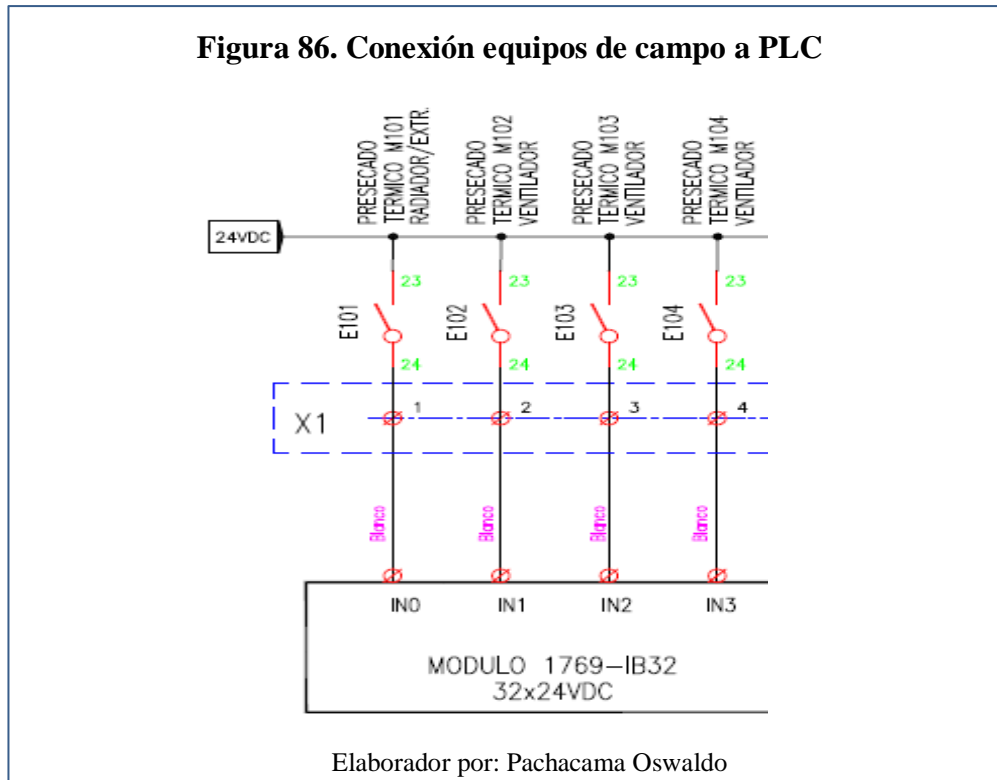 Figura 86. Conexión equipos de campo a PLC
PRESECADO
TERMICO M101
RADIADOR/EXTR.
PRESECADO
TERMICO M102
VENTILADOR
PRESECADO
TERMICO M103
VENTILADOR
PRESECADO
TERMICO M104
VENTILADOR
24VDC
23
23
23
23
E101
E102
E103
E104
24
24
24
24
X1
1
2
3
4
Blanco
Blanco
Blanco
Blanco
IN0
IN1
IN2
IN3
MODULO 1769-IB32
32x24VDC
Elaborador por: Pachacama Oswaldo